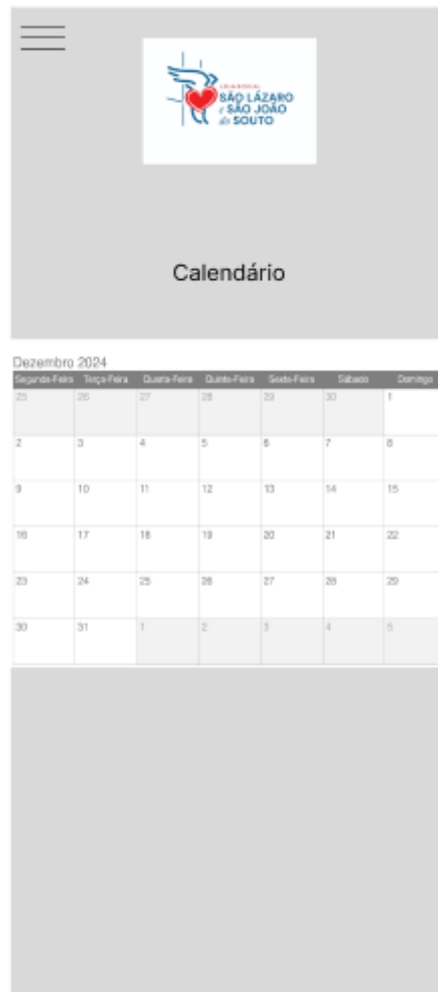 SÃO LÁZARO
e SÃO JOÃO
do SOUTO
Calendário
Dezembro 2024
Segunda-Feira Terça-Feira Quarta-Feira Quinta-Feira Sexta-Feira Sábado Domingo
25 26 27 28 29 30 1
2 3 4 5 6 7 8
9 10 11 12 13 14 15
16 17 18 19 20 21 22
23 24 25 26 27 28 29
30 31 1 2 3 4 5